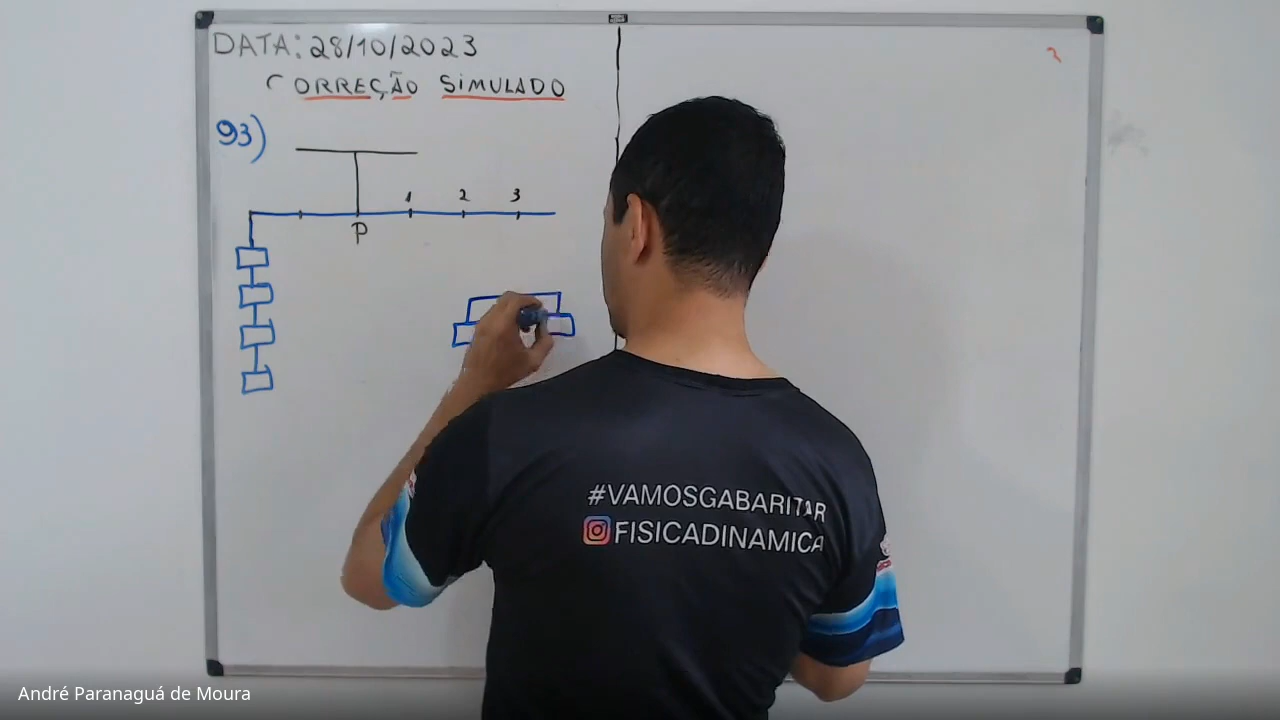 DATA: 28/10/2023
CORREÇÃO SIMULADO
93)
1 2 3
P
#VAMOSGABARITAR
FISICADINAMICA
André Paranaguá de Moura